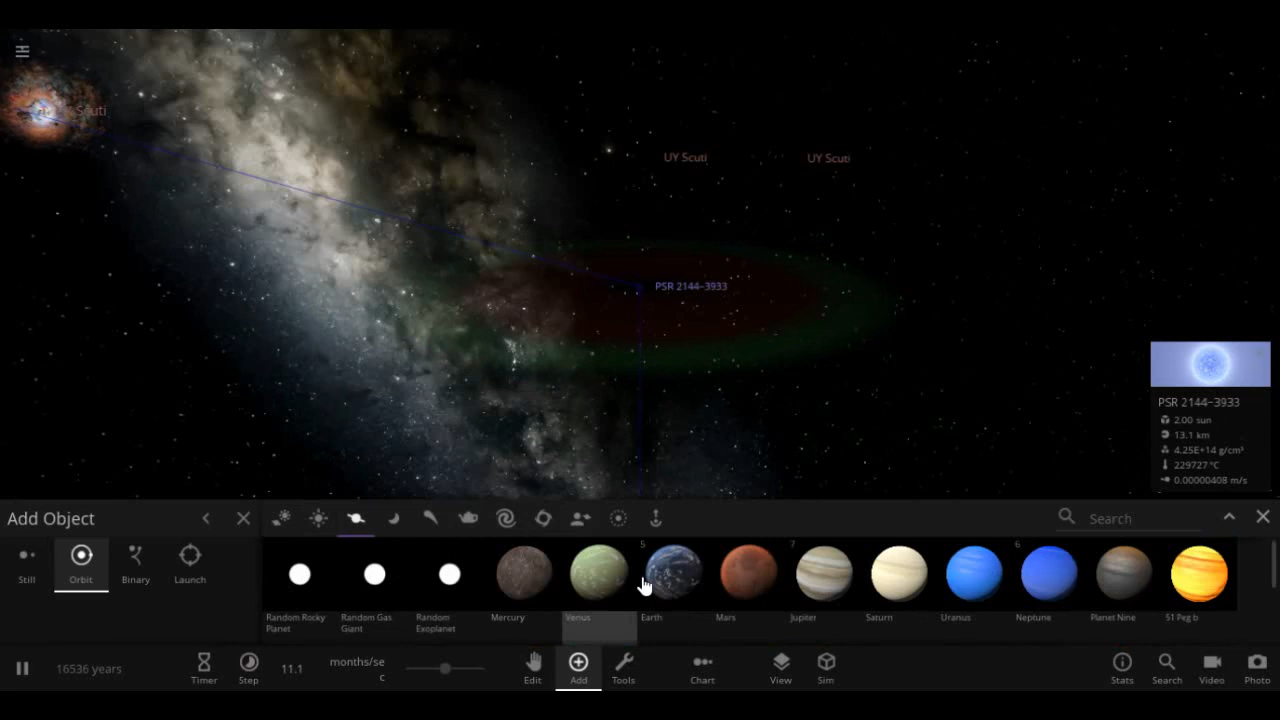 Scuti
UY Scuti
UY Scuti
PSR 2144-3933
PSR 2144-3933
2.00 sun
13.1 km
4.25E+14 g/cm³
229727 °C
0.00000408 m/s
Add Object
Search
Still
Orbit
Binary
Launch
5
7
6
Random Rocky
Planet
Random Gas
Giant
Random
Exoplanet
Mercury
Venus
Earth
Mars
Jupiter
Saturn
Uranus
Neptune
Planet Nine
51 Peg b
16536 years
Timer
Step
11.1
months/se
c
Edit
Add
Tools
Chart
View
Sim
Stats
Search
Video
Photo